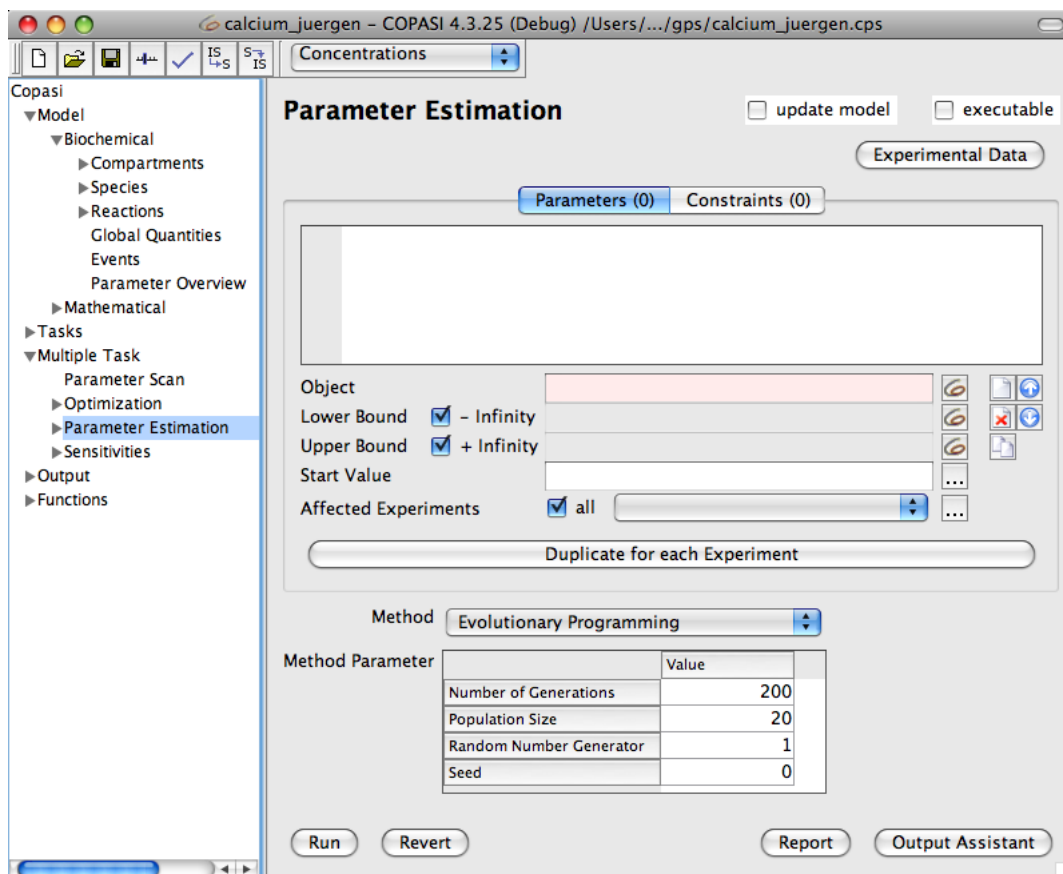 calcium_juergen – COPASI 4.3.25 (Debug) /Users/.../gps/calcium_juergen.cps
IS S S IS Concentrations
Copasi
Model
Biochemical
Compartments
Species
Reactions
Global Quantities
Events
Parameter Overview
Mathematical
Tasks
Multiple Task
Parameter Scan
Optimization
Parameter Estimation
Sensitivities
Output
Functions
Parameter Estimation update model executable
Experimental Data
Parameters (0) Constraints (0)
Object
Lower Bound – Infinity
Upper Bound + Infinity
Start Value ...
Affected Experiments all ...
Duplicate for each Experiment
Method Evolutionary Programming
Method Parameter Value
Number of Generations 200
Population Size 20
Random Number Generator 1
Seed 0
Run Revert Report Output Assistant